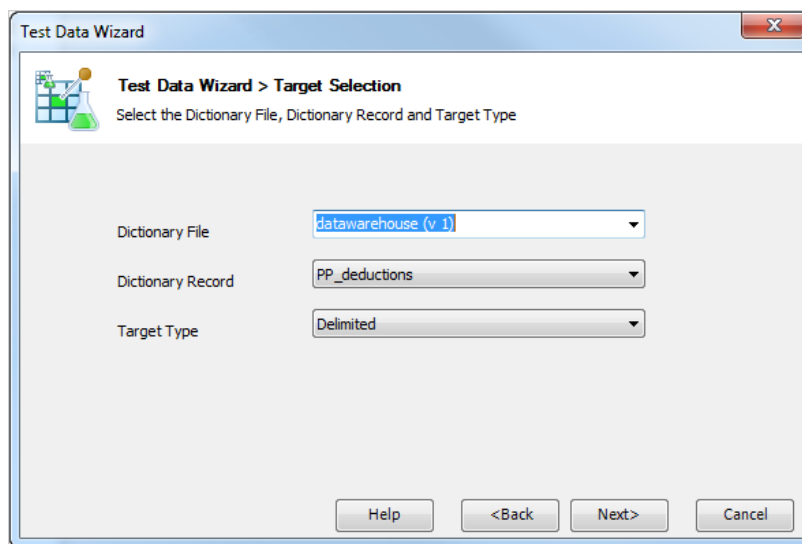 Test Data Wizard
Test Data Wizard > Target Selection
Select the Dictionary File, Dictionary Record and Target Type
Dictionary File
datawarehouse (v 1)
Dictionary Record
PP_deductions
Target Type
Delimited
Help
<Back
Next>
Cancel